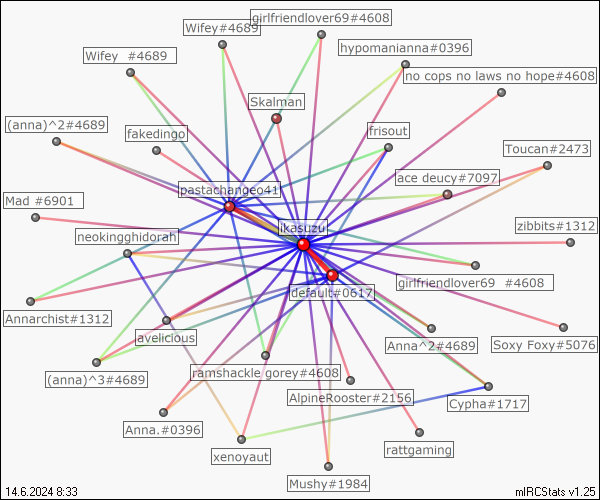 girlfriendlover69#4608
Wifey#4689
hypomanianna#0396
Wifey  #4689
no cops no laws no hope#4608
Skalman
(anna)^2#4689
fakedingo
frisout
Toucan#2473
ace deucy#7097
pastachangeo41
Mad #6901
ikasuzu
zibbits#1312
neokingghidorah
girlfriendlover69  #4608
default#0617
Annarchist#1312
avelicious
Anna^2#4689
Soxy Foxy#5076
(anna)^3#4689
ramshackle gorey#4608
AlpineRooster#2156
Cypha#1717
Anna.#0396
rattgaming
xenoyaut
Mushy#1984
14.6.2024 8:33
mIRCStats v1.25